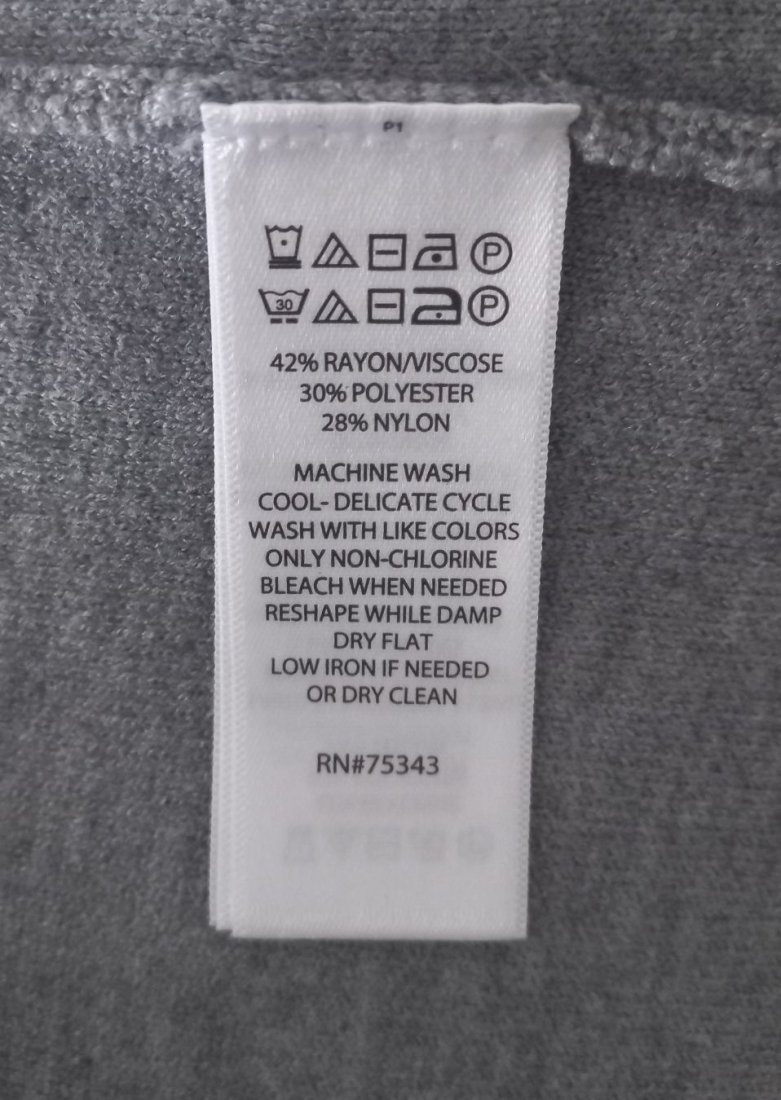 P1
P
30 P
42% RAYON/VISCOSE
30% POLYESTER
28% NYLON
MACHINE WASH
COOL- DELICATE CYCLE
WASH WITH LIKE COLORS
ONLY NON-CHLORINE
BLEACH WHEN NEEDED
RESHAPE WHILE DAMP
DRY FLAT
LOW IRON IF NEEDED
OR DRY CLEAN
RN#75343